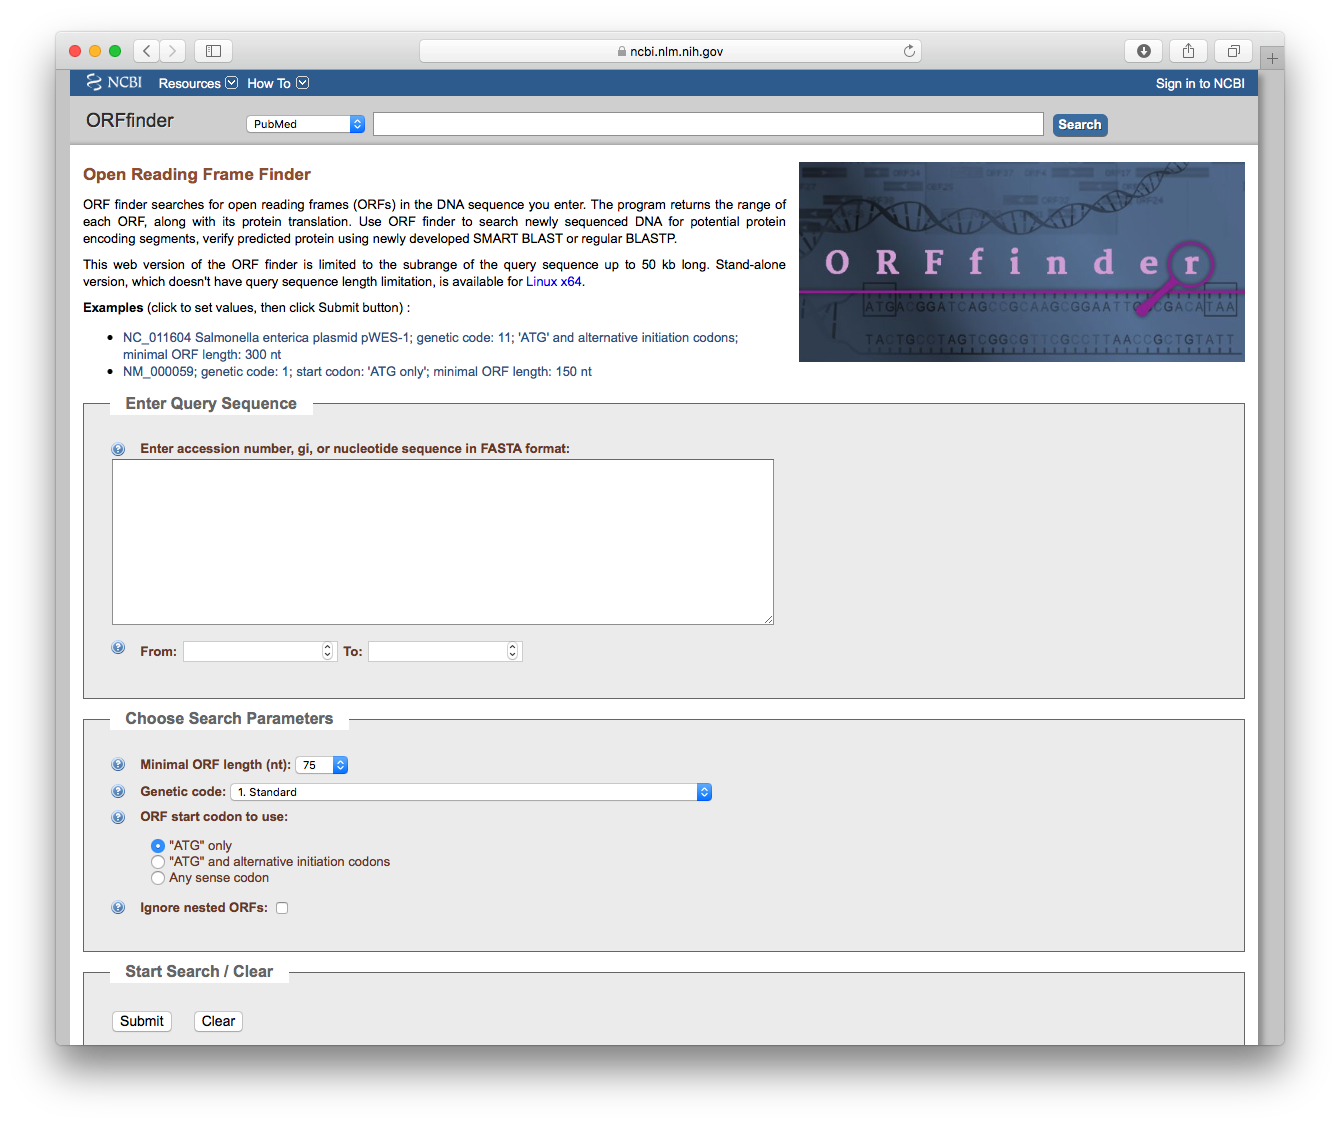 ncbi.nlm.nih.gov
NCBI Resources How To Sign in to NCBI
ORFfinder PubMed Search
Open Reading Frame Finder
ORF finder searches for open reading frames (ORFs) in the DNA sequence you enter. The program returns the range of
each ORF, along with its protein translation. Use ORF finder to search newly sequenced DNA for potential protein
encoding segments, verify predicted protein using newly developed SMART BLAST or regular BLASTP.
This web version of the ORF finder is limited to the subrange of the query sequence up to 50 kb long. Stand-alone
version, which doesn't have query sequence length limitation, is available for Linux x64.
Examples (click to set values, then click Submit button) :
NC_011604 Salmonella enterica plasmid pWES-1; genetic code: 11; 'ATG' and alternative initiation codons;
minimal ORF length: 300 nt
NM_000059; genetic code: 1; start codon: 'ATG only'; minimal ORF length: 150 nt
ORF34 ORF37 ORF4 ORF17
ORF25
ORF24
ORFfinder
TACTGCCTAGTCGGCGTTCGCCTTAACCGCTGTATT
Enter Query Sequence
Enter accession number, gi, or nucleotide sequence in FASTA format:
From: To:
Choose Search Parameters
Minimal ORF length (nt): 75
Genetic code: 1. Standard
ORF start codon to use:
"ATG" only
"ATG" and alternative initiation codons
Any sense codon
Ignore nested ORFs:
Start Search / Clear
Submit Clear